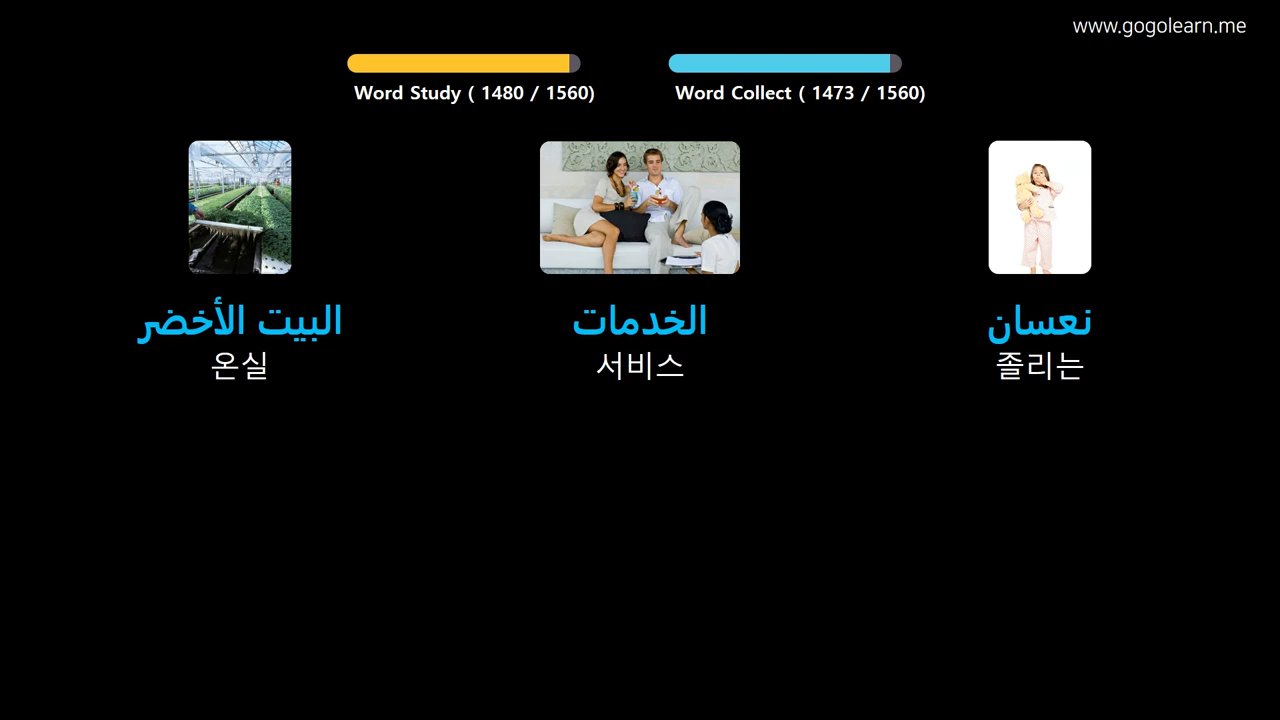 www.gogolearn.me
Word Study ( 1480 / 1560)
Word Collect ( 1473 / 1560)
البيت الأخضر
온실
الخدمات
서비스
نعسان
졸리는